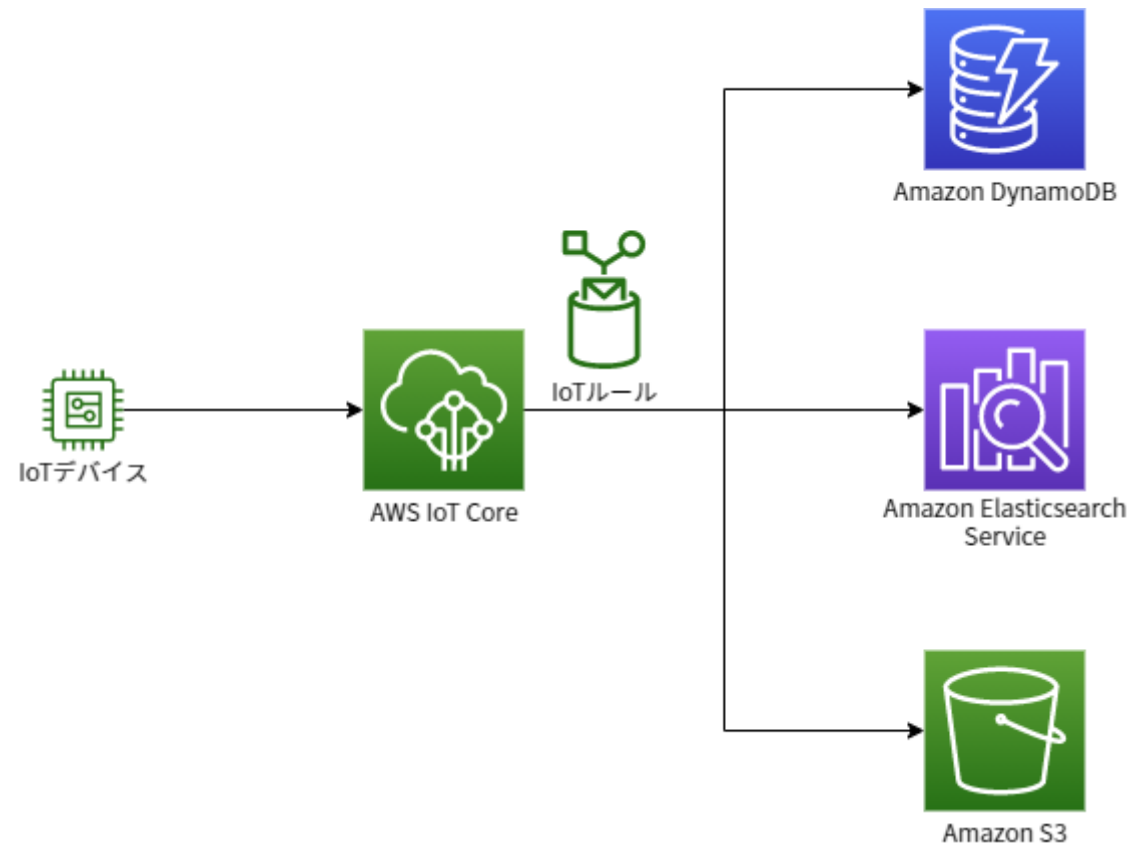 Amazon DynamoDB
IoTルール
IoTデバイス
AWS IoT Core
Amazon Elasticsearch
Service
Amazon S3